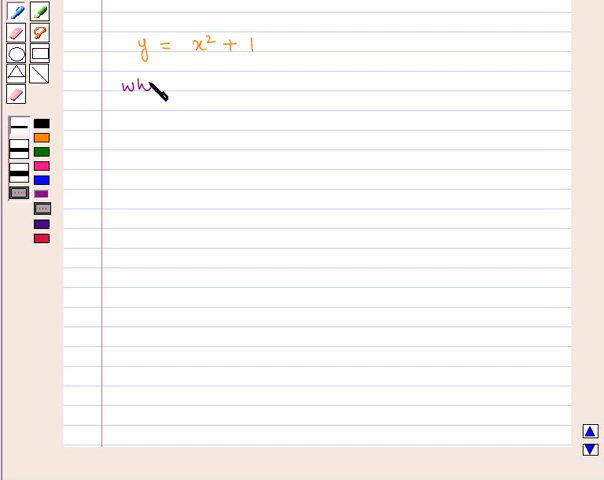 y = x² + 1
wh